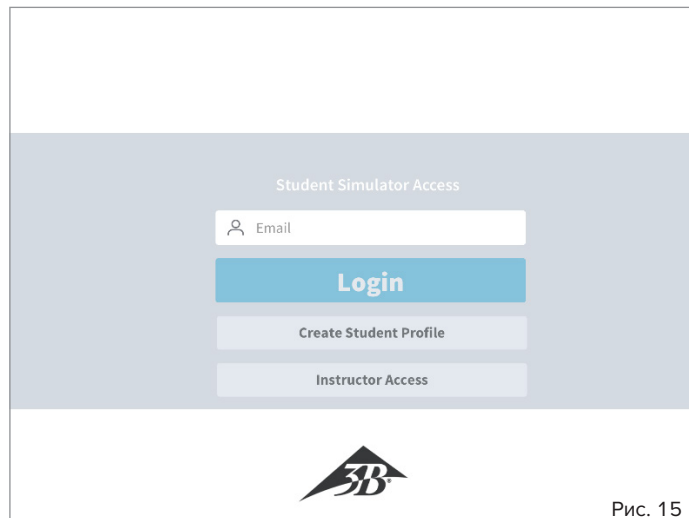 Student Simulator Access
Email
Login
Create Student Profile
Instructor Access
3B
Рис. 15